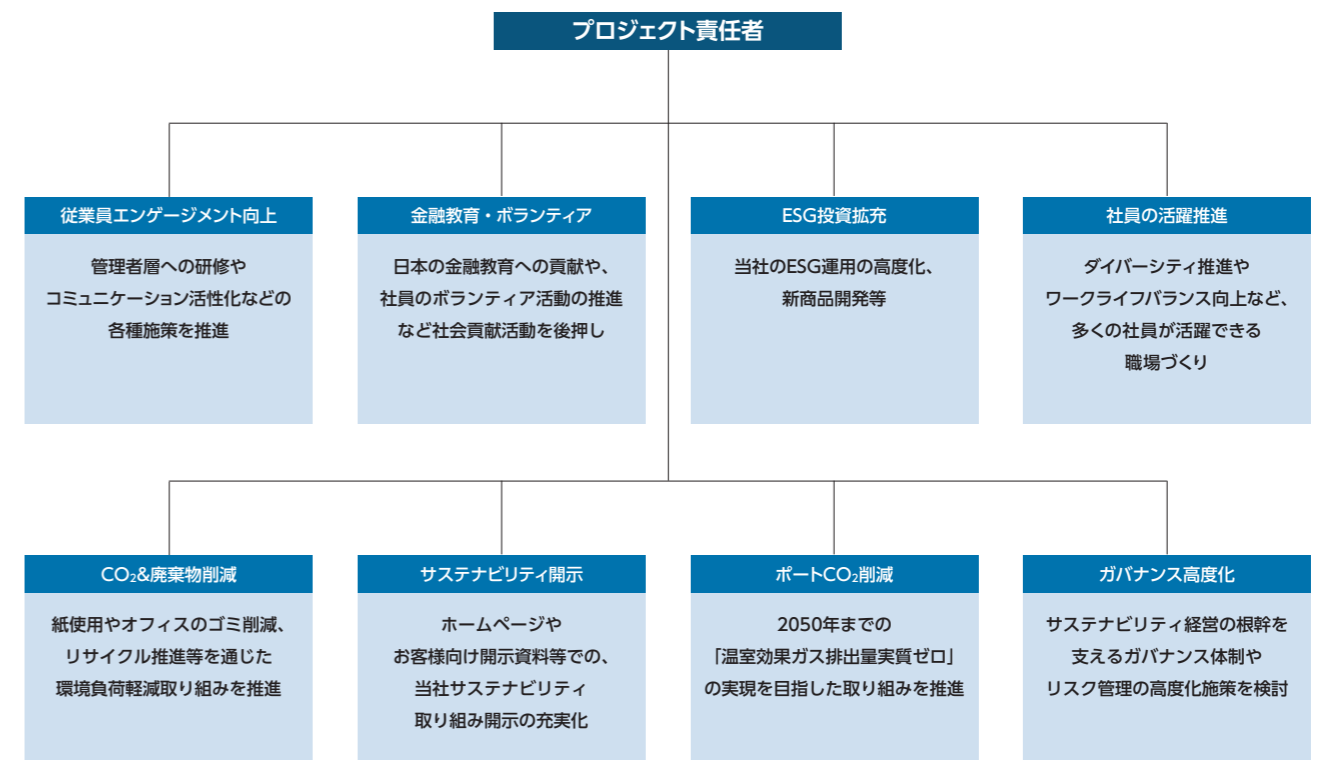 プロジェクト責任者
従業員エンゲージメント向上
管理者層への研修や
コミュニケーション活性化などの
各種施策を推進
金融教育・ボランティア
日本の金融教育への貢献や、
社員のボランティア活動の推進
など社会貢献活動を後押し
ESG投資拡充
当社のESG運用の高度化、
新商品開発等
社員の活躍推進
ダイバーシティ推進や
ワークライフバランス向上など、
多くの社員が活躍できる
職場づくり
CO₂&廃棄物削減
紙使用やオフィスのゴミ削減、
リサイクル推進等を通じた
環境負荷軽減取り組みを推進
サステナビリティ開示
ホームページや
お客様向け開示資料等での、
当社サステナビリティ
取り組み開示の充実化
ポートCO₂削減
2050年までの
「温室効果ガス排出量実質ゼロ」
の実現を目指した取り組みを推進
ガバナンス高度化
サステナビリティ経営の根幹を
支えるガバナンス体制や
リスク管理の高度化施策を検討